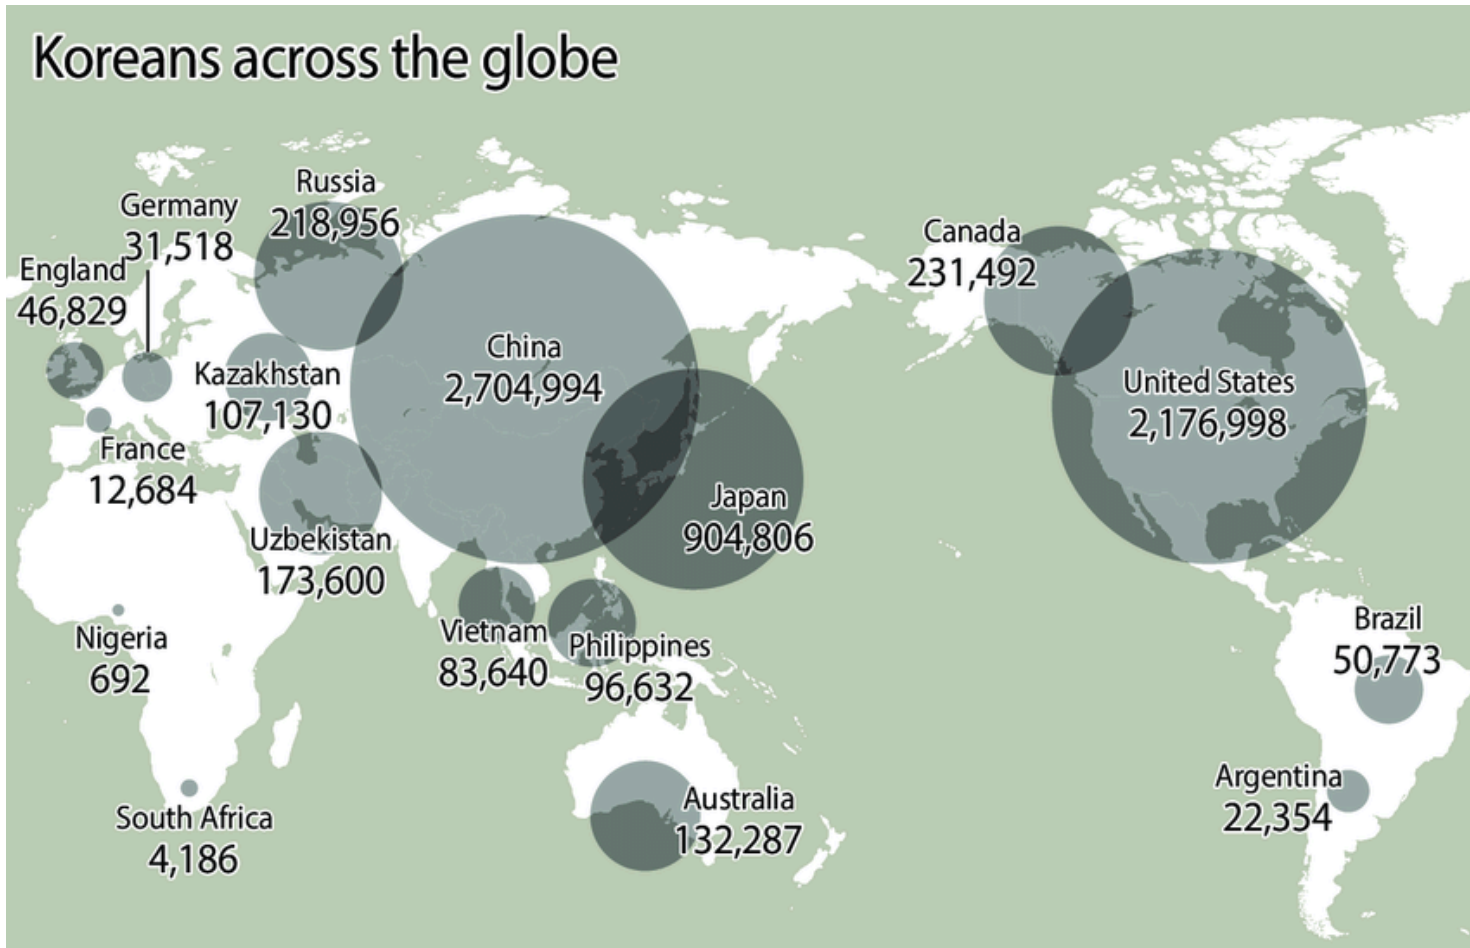 Koreans across the globe
Russia
218,956
Germany
31,518
England
46,829
Kazakhstan
107,130
France
12,684
Uzbekistan
173,600
China
2,704,994
Japan
904,806
Canada
231,492
United States
2,176,998
Nigeria
692
Vietnam
83,640
Philippines
96,632
Brazil
50,773
South Africa
4,186
Australia
132,287
Argentina
22,354